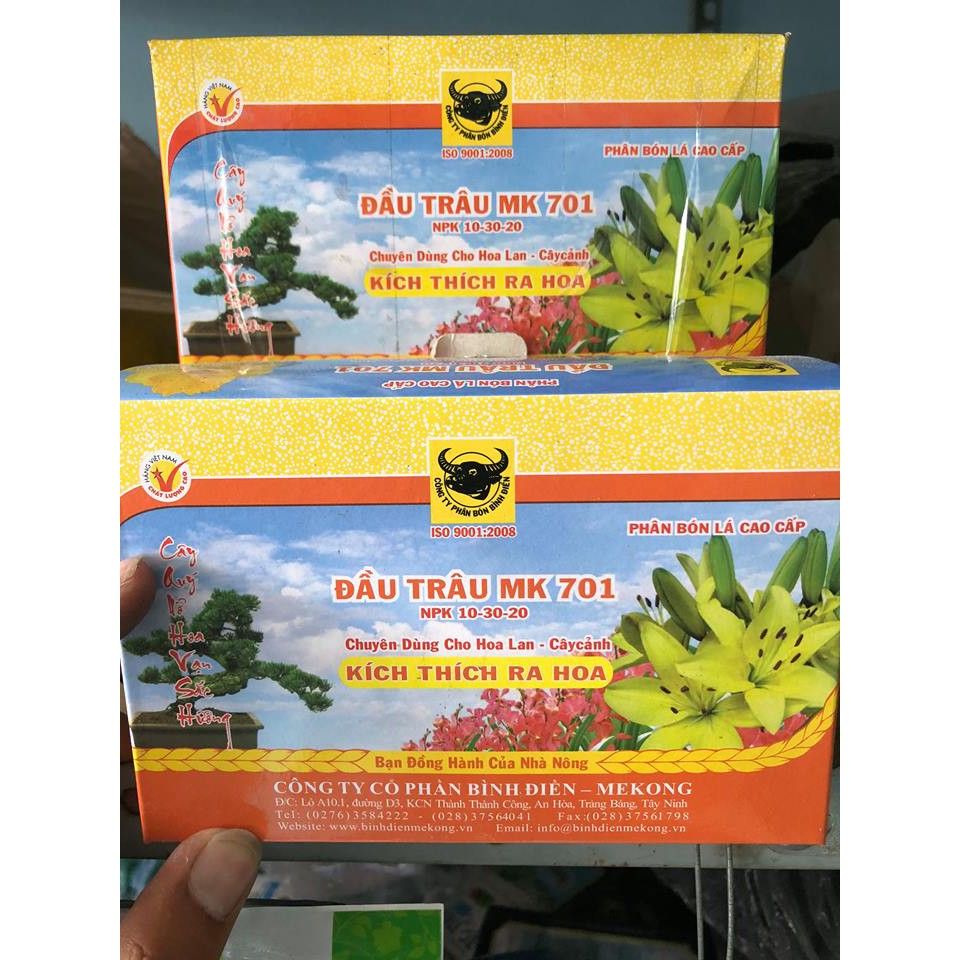 HÀNG VIỆT NAM
CHẤT LƯỢNG CAO
CÔNG TY PHÂN BÓN BÌNH ĐIỀN
ISO 9001:2008
PHÂN BÓN LÁ CAO CẤP
ĐẦU TRÂU MK 701
NPK 10-30-20
Chuyên Dùng Cho Hoa Lan - Câycảnh
KÍCH THÍCH RA HOA
Cây
Quý
Hoa
Vạn
Sắc
Hương
ĐẦU TRÂU MK 701
PHÂN BÓN LÁ CAO CẤP
HÀNG VIỆT NAM
CHẤT LƯỢNG CAO
CÔNG TY PHÂN BÓN BÌNH ĐIỀN
ISO 9001:2008
PHÂN BÓN LÁ CAO CẤP
ĐẦU TRÂU MK 701
NPK 10-30-20
Chuyên Dùng Cho Hoa Lan - Câycảnh
KÍCH THÍCH RA HOA
Cây
Quý
Hoa
Vạn
Sắc
Hương
Bạn Đồng Hành Của Nhà Nông
CÔNG TY CỔ PHẦN BÌNH ĐIỀN – MEKONG
Đ/C: Lô A10.1, đường D3, KCN Thành Thành Công, An Hòa, Trảng Bàng, Tây Ninh
Tel: (0276)3584222 - (028)37564041 Fax:(028)37561798
Website: www.binhdienmekong.vn Email: info@binhdienmekong.vn